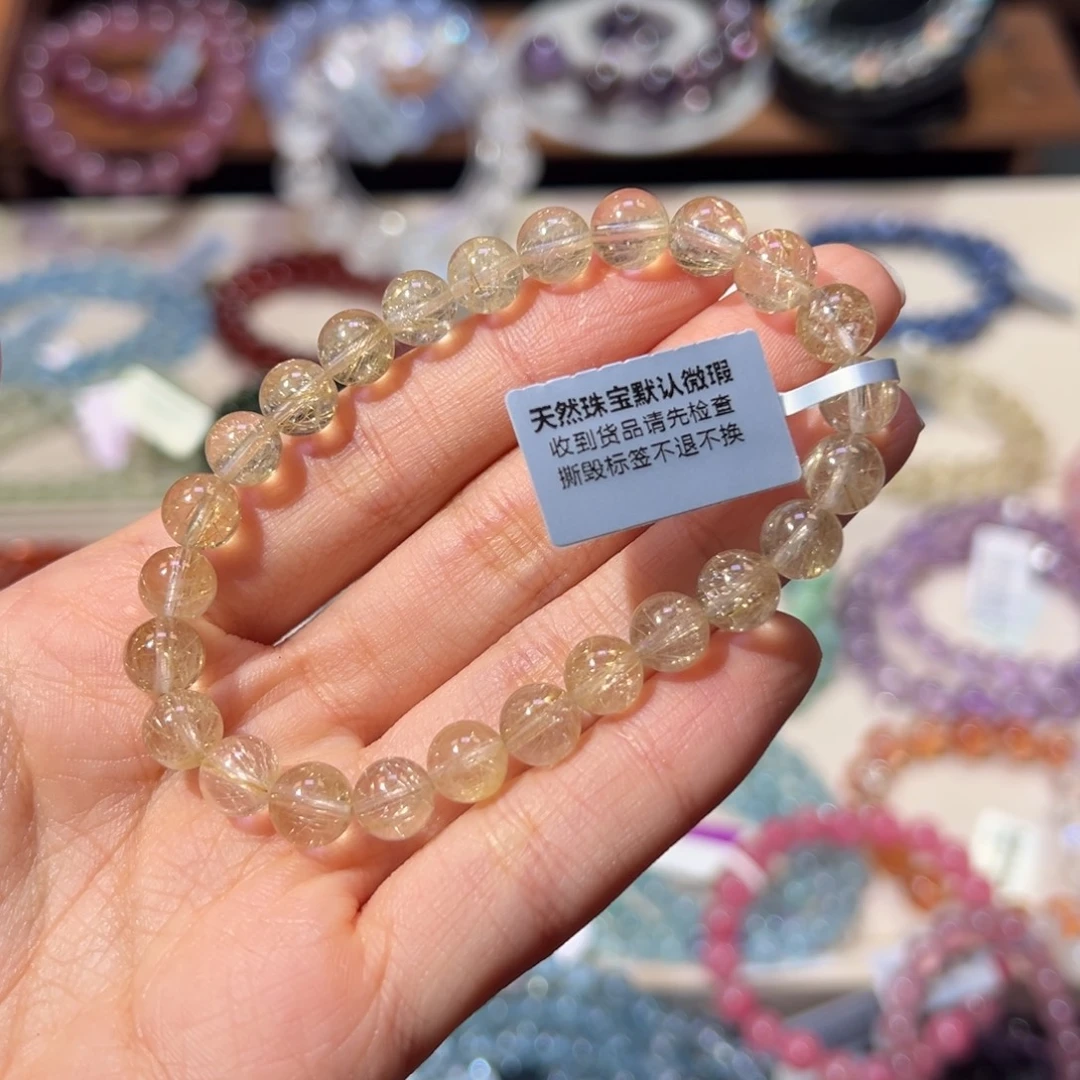 天然珠宝默认微瑕
收到货品请先检查
撕毁标签不退不换